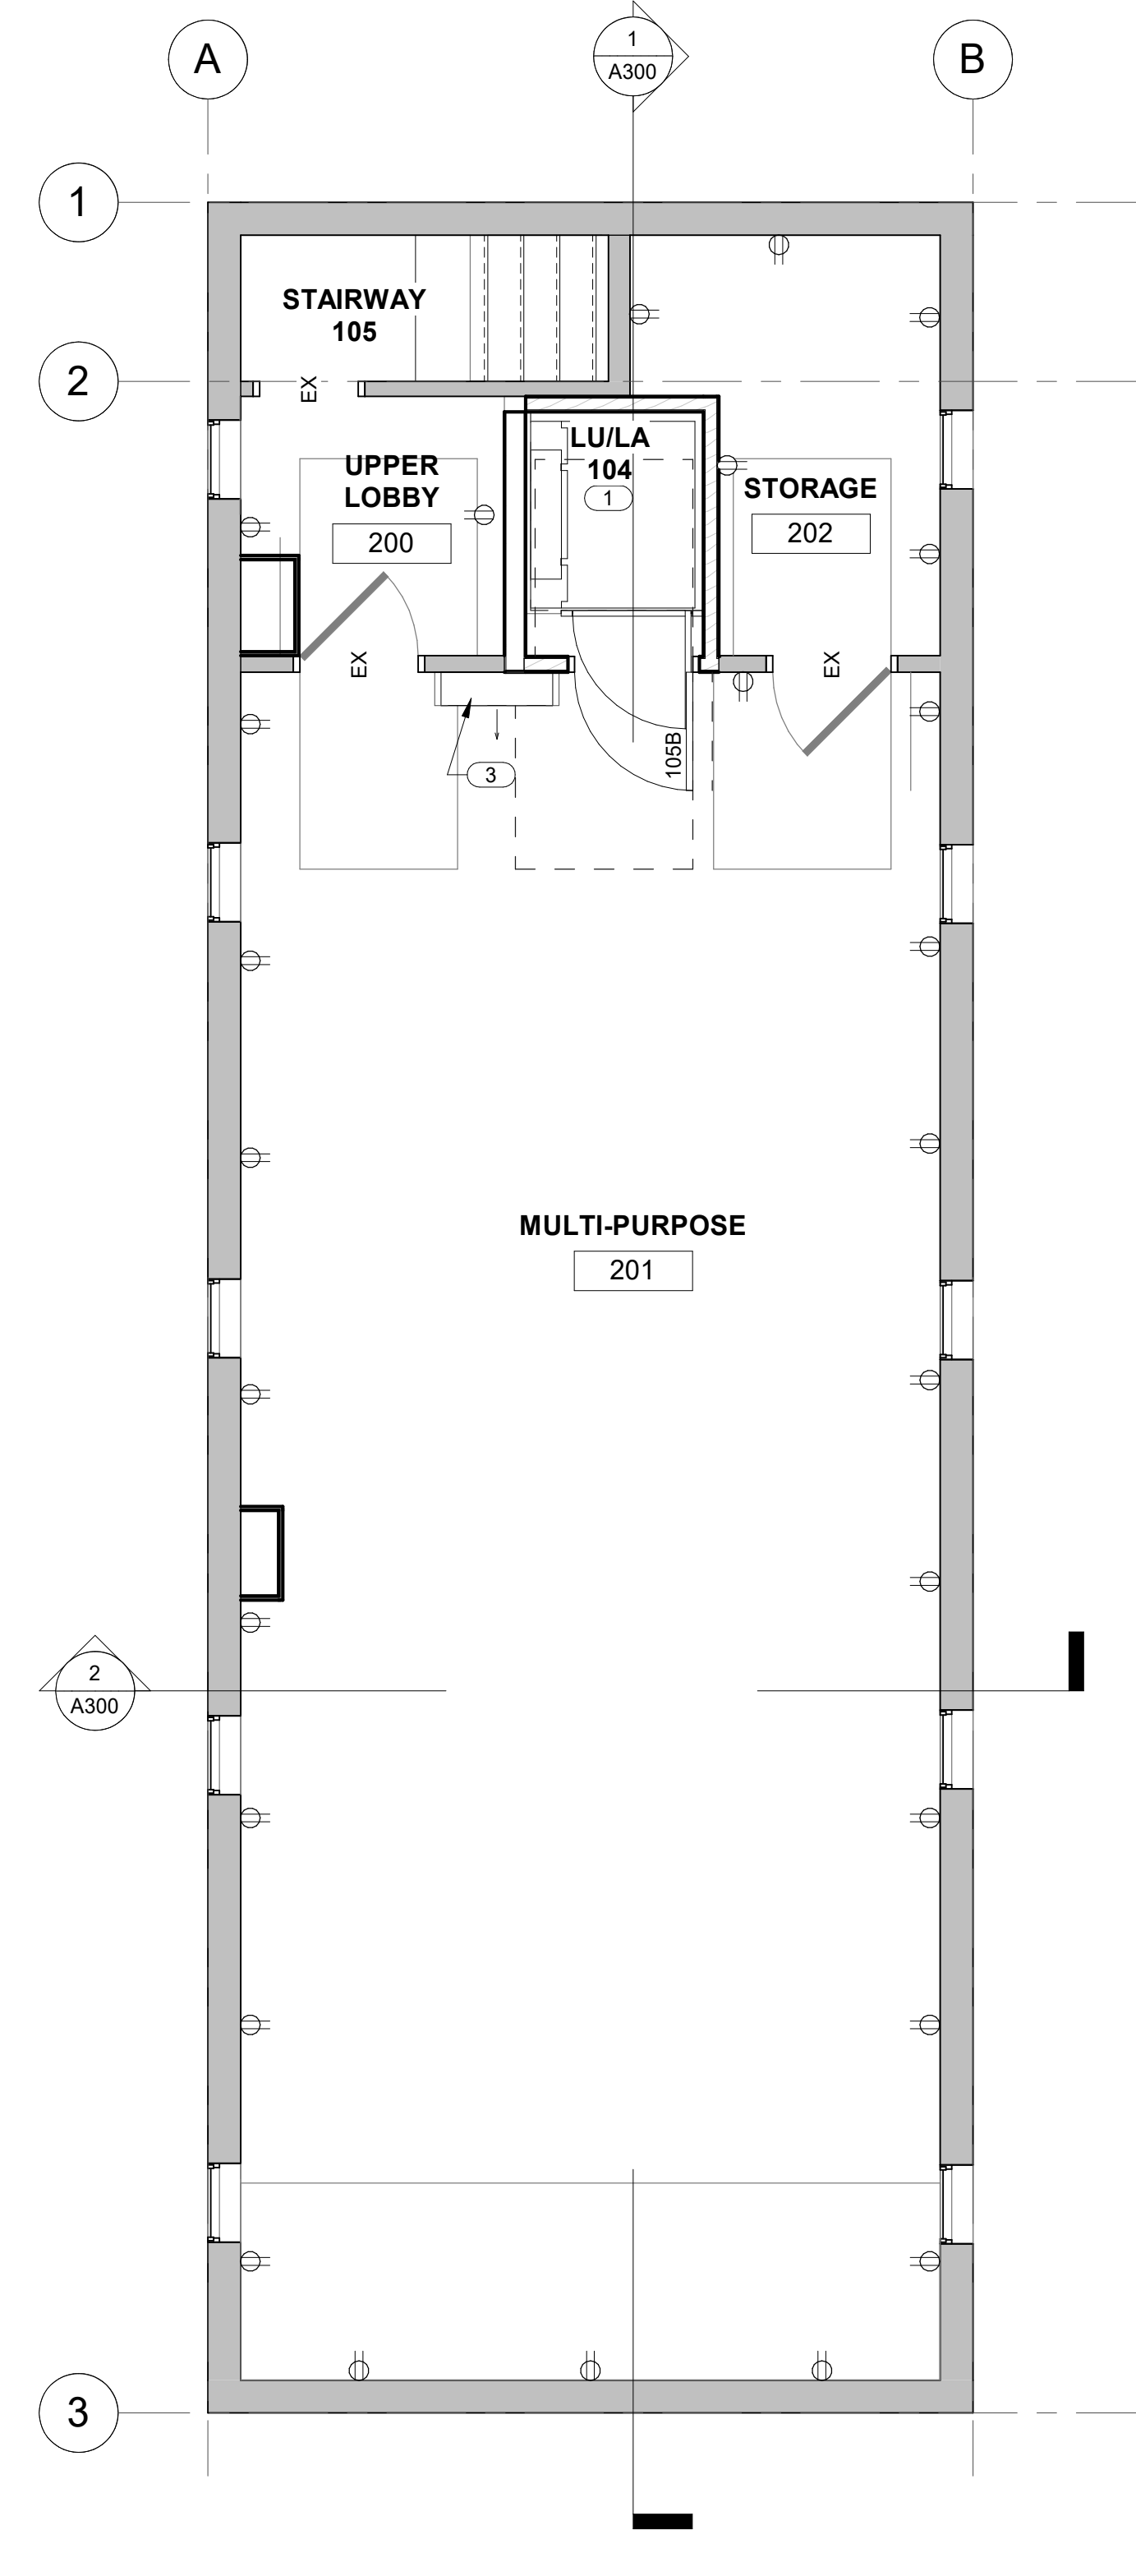 1
A300
A
B
1
STAIRWAY
105
2
EX
LU/LA
104
1
UPPER
LOBBY
200
STORAGE
202
EX
EX
105B
3
MULTI-PURPOSE
201
2
A300
3